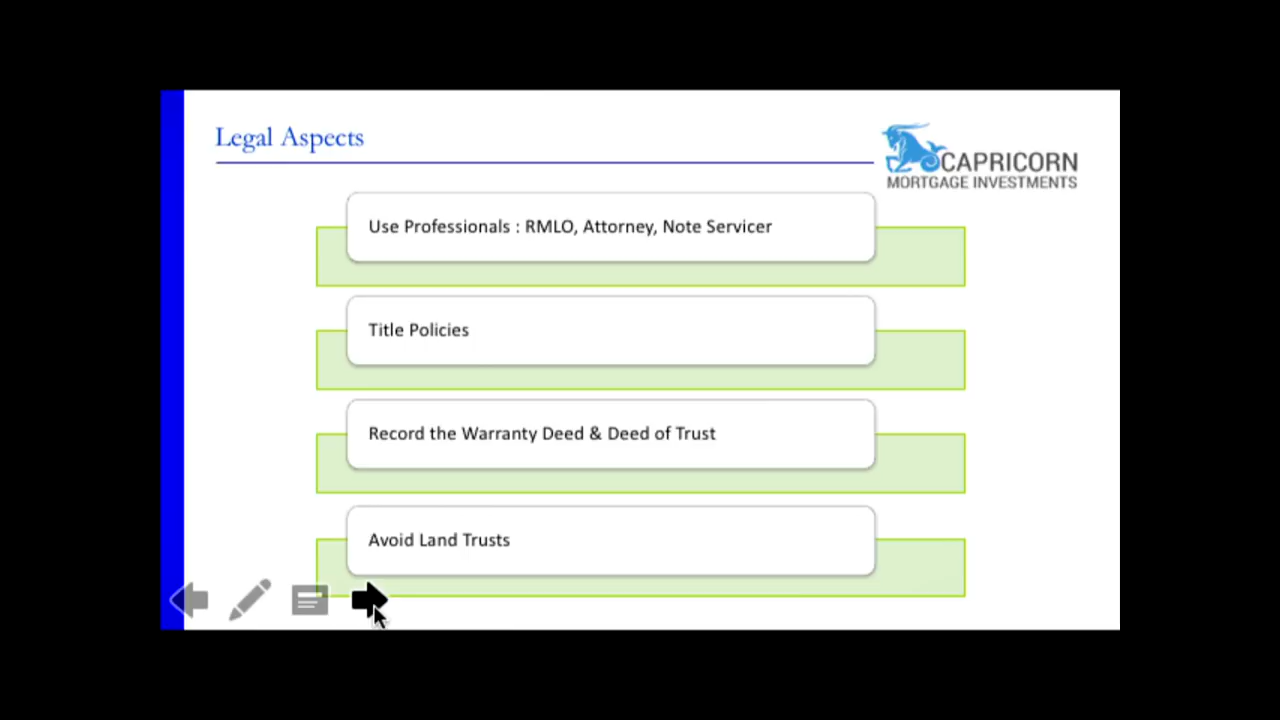 Legal Aspects
CAPRICORN
MORTGAGE INVESTMENTS
Use Professionals : RMLO, Attorney, Note Servicer
Title Policies
Record the Warranty Deed & Deed of Trust
Avoid Land Trusts